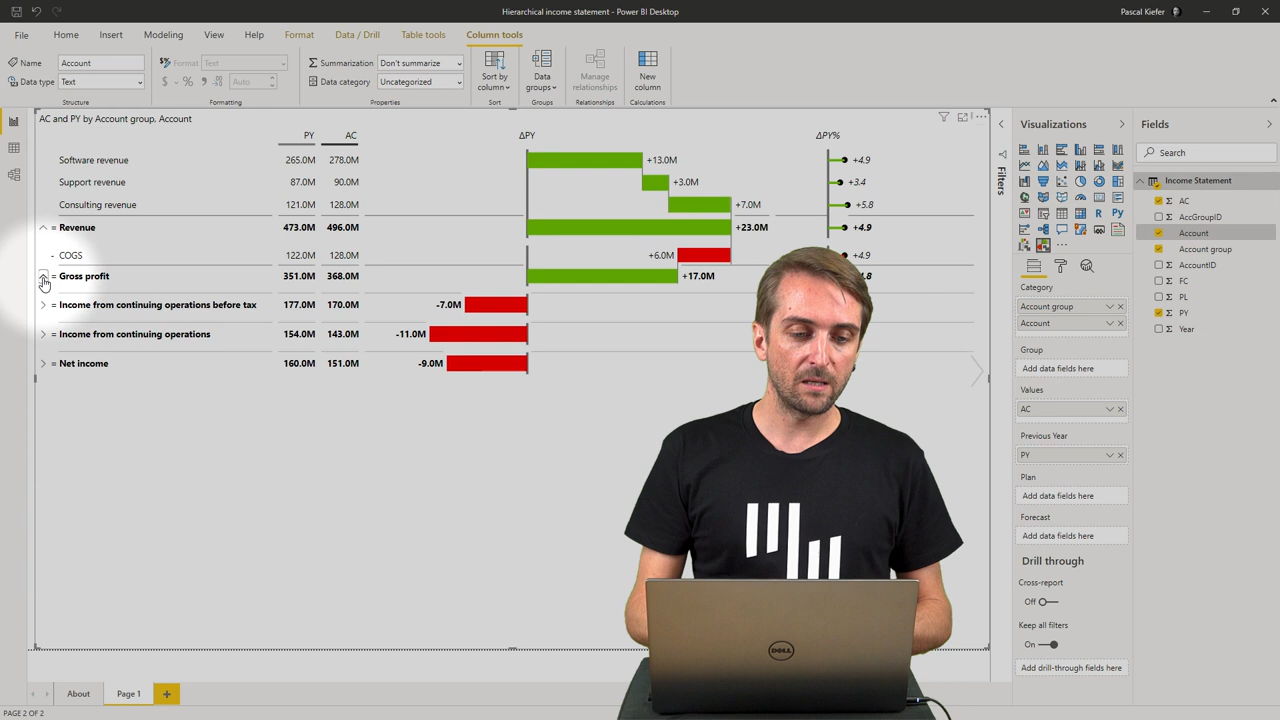 Hierarchical income statement - Power BI Desktop
Pascal Kiefer
File Home Insert Modeling View Help Format Data / Drill Table tools Column tools
Name Account
Data type Text
Structure
Format Text
$ % Auto
Formatting
Summarization Don't summarize
Data category Uncategorized
Properties
Sort by column
Sort
Data groups
Groups
Manage relationships
Relationships
New column
Calculations
AC and PY by Account group, Account
PY AC ΔPY ΔPY%
Software revenue 265.0M 278.0M +13.0M +4.9
Support revenue 87.0M 90.0M +3.0M +3.4
Consulting revenue 121.0M 128.0M +7.0M +5.8
= Revenue 473.0M 496.0M +23.0M +4.9
- COGS 122.0M 128.0M +6.0M +4.9
= Gross profit 351.0M 368.0M +17.0M
= Income from continuing operations before tax 177.0M 170.0M -7.0M
= Income from continuing operations 154.0M 143.0M -11.0M
= Net income 160.0M 151.0M -9.0M
Filters
Visualizations
R Py
Category
Account group
Account
Group
Add data fields here
Values
AC
Previous Year
PY
Plan
Add data fields here
Forecast
Add data fields here
Drill through
Cross-report
Off
Keep all filters
On
Add drill-through fields here
Fields
Search
Income Statement
Σ AC
Σ AccGroupID
Account
Account group
Σ AccountID
Σ FC
Σ PL
Σ PY
Σ Year
DELL
About Page 1 +
PAGE 2 OF 2